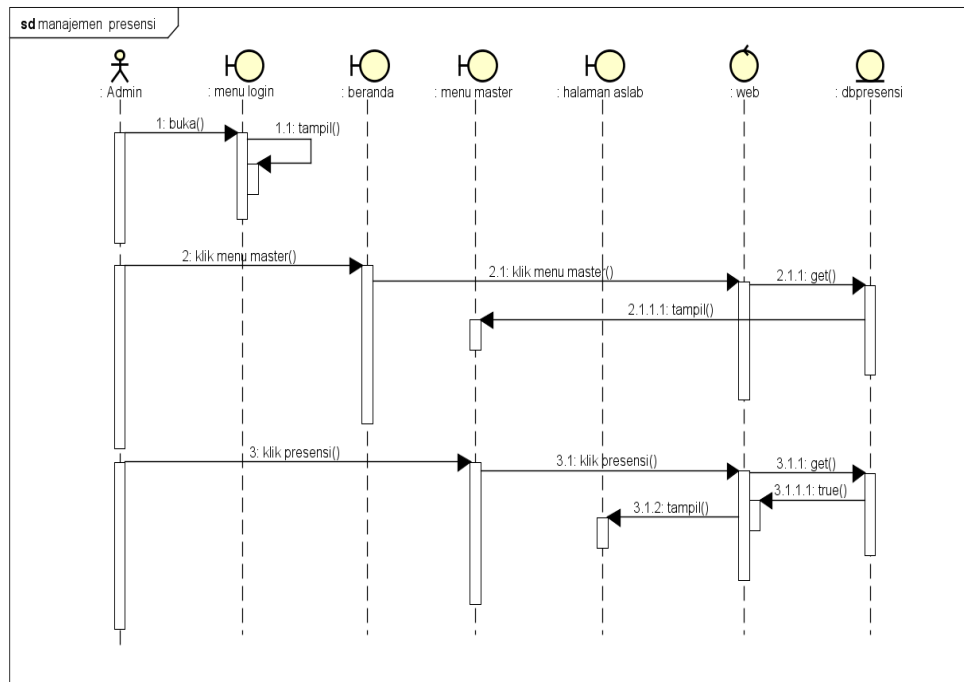 sd manajemen presensi
: Admin
: menu login
: beranda
: menu master
: halaman aslab
: web
: dbpresensi
1: buka()
1.1: tampil()
2: klik menu master()
2.1: klik menu master()
2.1.1: get()
2.1.1.1: tampil()
3: klik presensi()
3.1: klik presensi()
3.1.1: get()
3.1.1.1: true()
3.1.2: tampil()